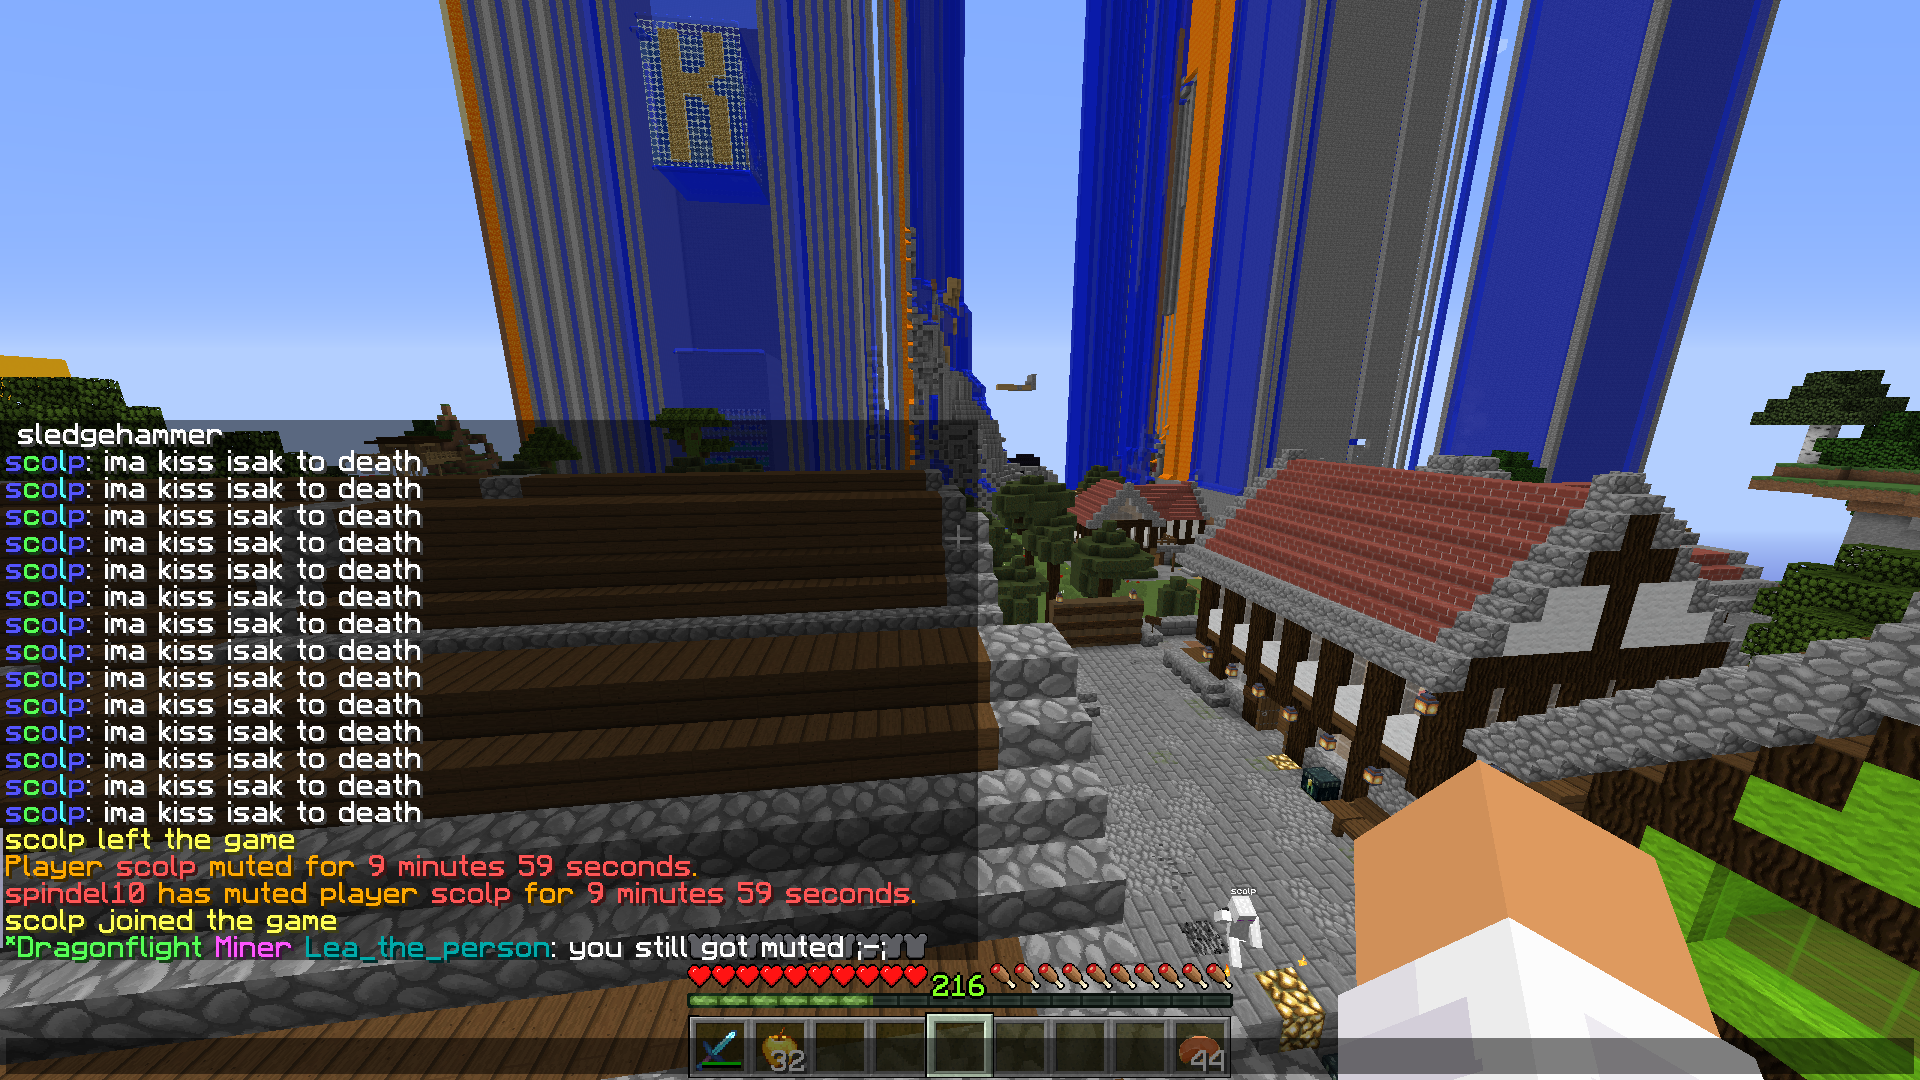 K
sledgehammer
scolp: ima kiss isak to death
scolp: ima kiss isak to death
scolp: ima kiss isak to death
scolp: ima kiss isak to death
scolp: ima kiss isak to death
scolp: ima kiss isak to death
scolp: ima kiss isak to death
scolp: ima kiss isak to death
scolp: ima kiss isak to death
scolp: ima kiss isak to death
scolp: ima kiss isak to death
scolp: ima kiss isak to death
scolp: ima kiss isak to death
scolp: ima kiss isak to death
scolp left the game
Player scolp muted for 9 minutes 59 seconds.
spindel10 has muted player scolp for 9 minutes 59 seconds.
scolp joined the game
*Dragonflight Miner Lea_the_person: you still got muted ;-;
scolp
216
32
44